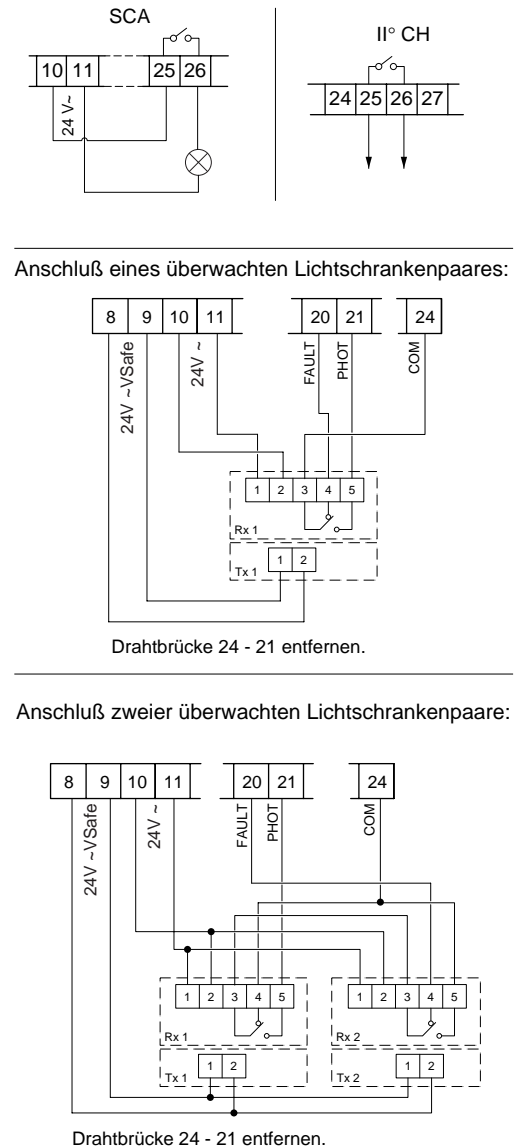 SCA
10 11 25 26
24 V~
II° CH
24 25 26 27
Anschluß eines überwachten Lichtschrankenpaares:
8 9 10 11 20 21 24
24V ~VSafe
24V ~
FAULT
PHOT
COM
1 2 3 4 5
Rx 1
1 2
Tx 1
Drahtbrücke 24 - 21 entfernen.
Anschluß zweier überwachten Lichtschrankenpaare:
8 9 10 11 20 21 24
24V ~VSafe
24V ~
FAULT
PHOT
COM
1 2 3 4 5 1 2 3 4 5
Rx 1 Rx 2
1 2 1 2
Tx 1 Tx 2
Drahtbrücke 24 - 21 entfernen.